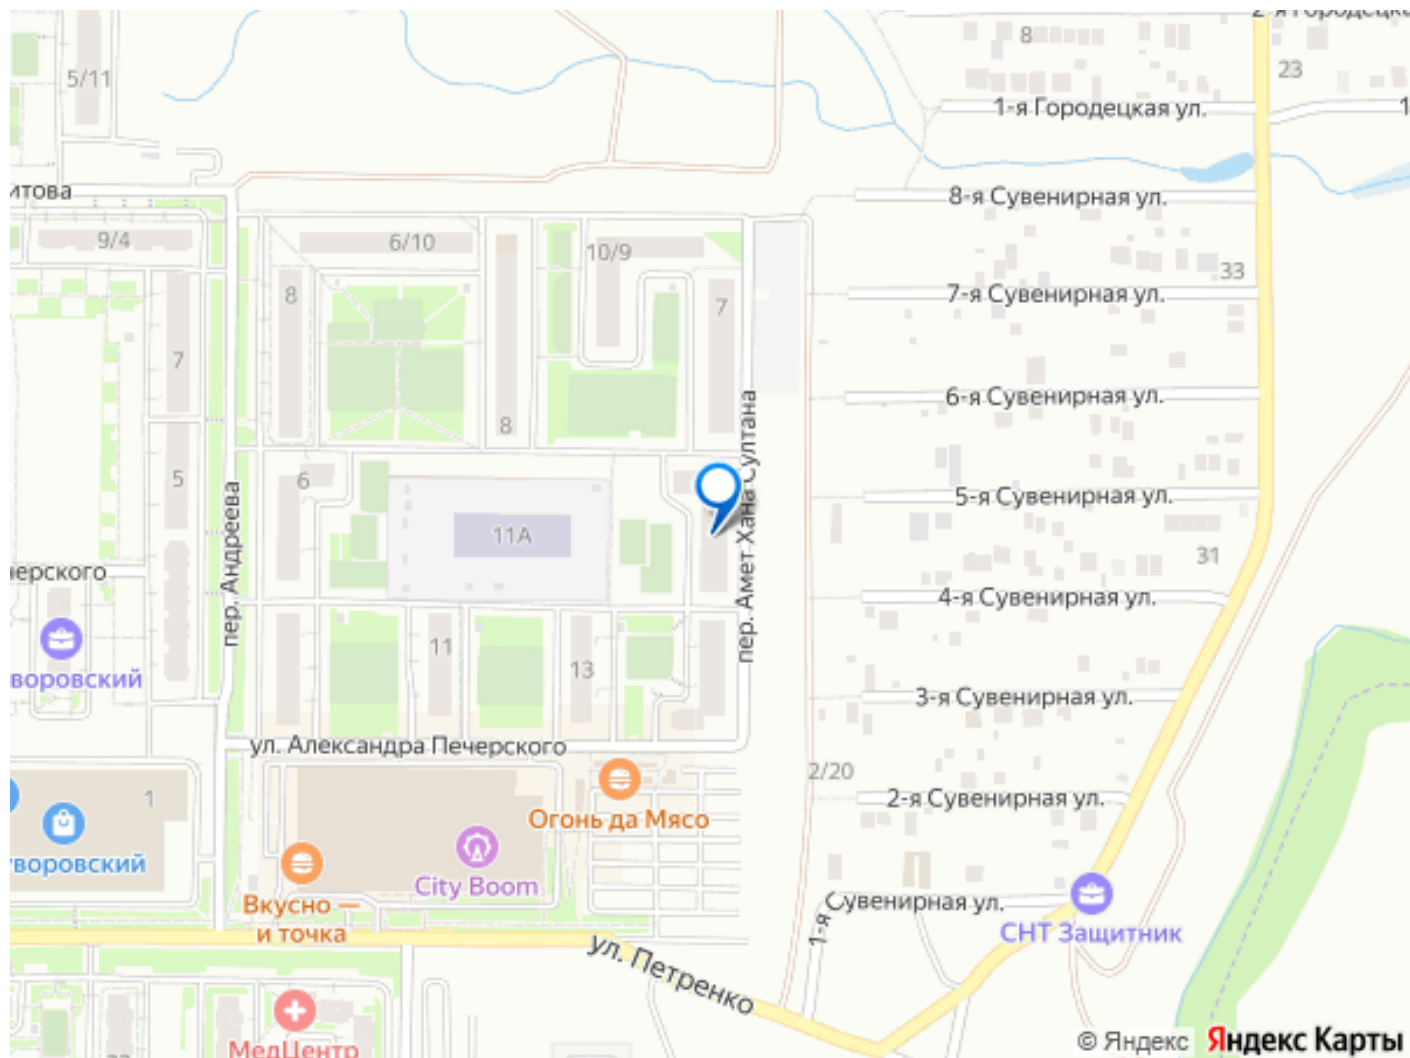 8
23
5/11
1-я Городецкая ул.
1
8-я Сувенирная ул.
9/4
6/10
10/9
33
8
7
7-я Сувенирная ул.
7
6-я Сувенирная ул.
8
5
6
пер. Андреева
пер. Амет Хана Султана
5-я Сувенирная ул.
11А
31
4-я Сувенирная ул.
11
13
3-я Сувенирная ул.
ул. Александра Печерского
2/20
1
2-я Сувенирная ул.
Огонь да Мясо
City Boom
Вкусно —
и точка
1-я Сувенирная ул.
СНТ Защитник
ул. Петренко
МедЦентр
© Яндекс Яндекс Карты